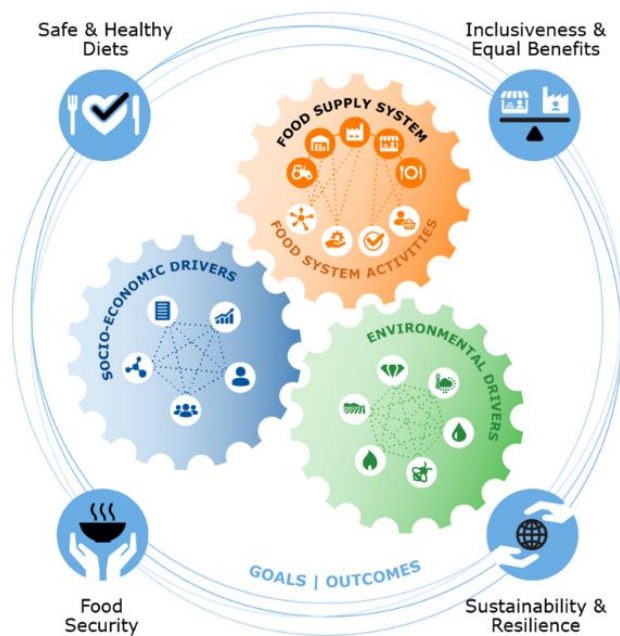 Safe & Healthy
Diets
Inclusiveness &
Equal Benefits
FOOD SUPPLY SYSTEM
FOOD SYSTEM ACTIVITIES
SOCIO-ECONOMIC DRIVERS
ENVIRONMENTAL DRIVERS
GOALS | OUTCOMES
Food
Security
Sustainability &
Resilience